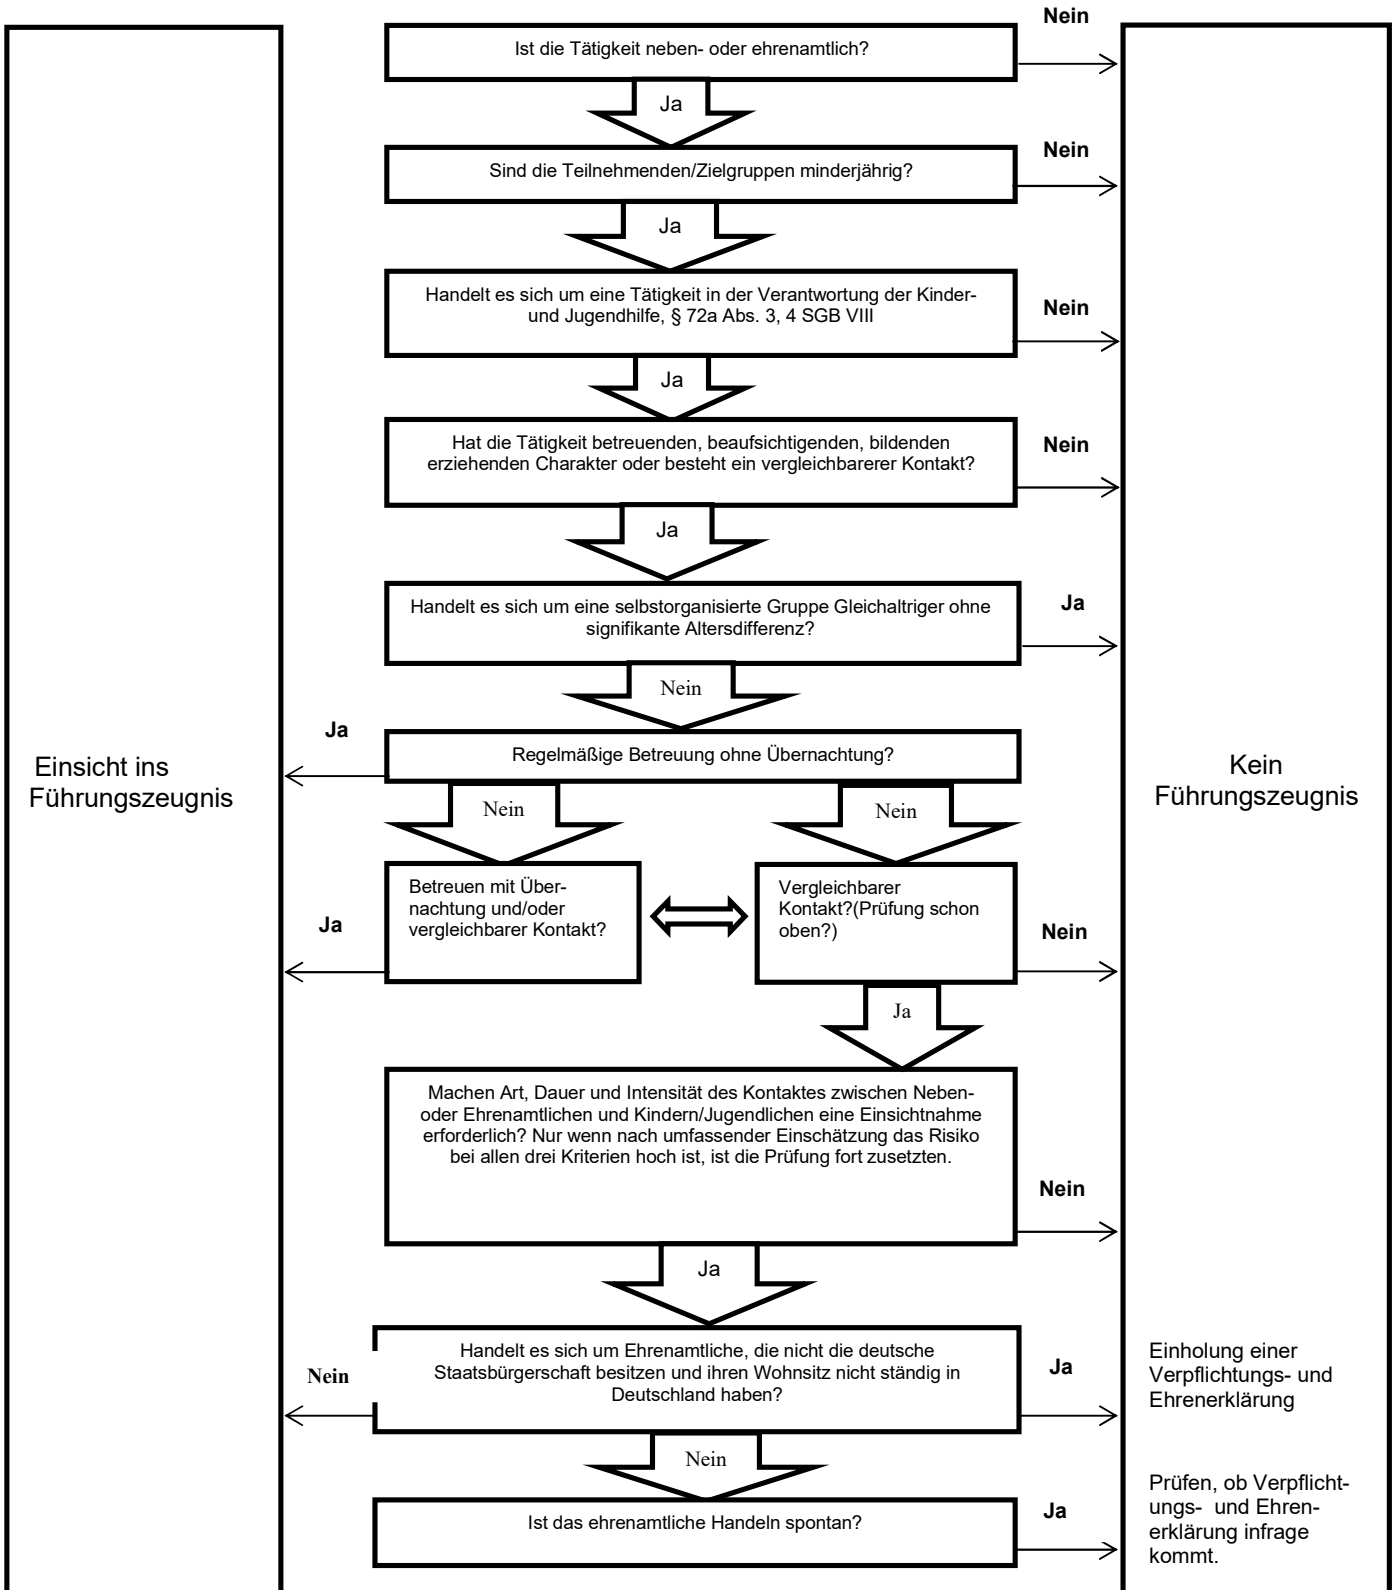 Nein
Ist die Tätigkeit neben- oder ehrenamtlich?
Ja
Nein
Sind die Teilnehmenden/Zielgruppen minderjährig?
Ja
Handelt es sich um eine Tätigkeit in der Verantwortung der Kinder-
und Jugendhilfe, § 72a Abs. 3, 4 SGB VIII
Nein
Ja
Hat die Tätigkeit betreuenden, beaufsichtigenden, bildenden
erziehenden Charakter oder besteht ein vergleichbarerer Kontakt?
Nein
Ja
Handelt es sich um eine selbstorganisierte Gruppe Gleichaltriger ohne
signifikante Altersdifferenz?
Ja
Nein
Ja
Regelmäßige Betreuung ohne Übernachtung?
Einsicht ins
Führungszeugnis
Kein
Führungszeugnis
Nein
Nein
Betreuen mit Über-
nachtung und/oder
vergleichbarer Kontakt?
Ja
Vergleichbarer
Kontakt?(Prüfung schon
oben?)
Nein
Ja
Machen Art, Dauer und Intensität des Kontaktes zwischen Neben-
oder Ehrenamtlichen und Kindern/Jugendlichen eine Einsichtnahme
erforderlich? Nur wenn nach umfassender Einschätzung das Risiko
bei allen drei Kriterien hoch ist, ist die Prüfung fort zusetzten.
Nein
Ja
Handelt es sich um Ehrenamtliche, die nicht die deutsche
Staatsbürgerschaft besitzen und ihren Wohnsitz nicht ständig in
Deutschland haben?
Nein
Ja
Einholung einer
Verpflichtungs- und
Ehrenerklärung
Nein
Ist das ehrenamtliche Handeln spontan?
Ja
Prüfen, ob Verpflicht-
ungs- und Ehren-
erklärung infrage
kommt.